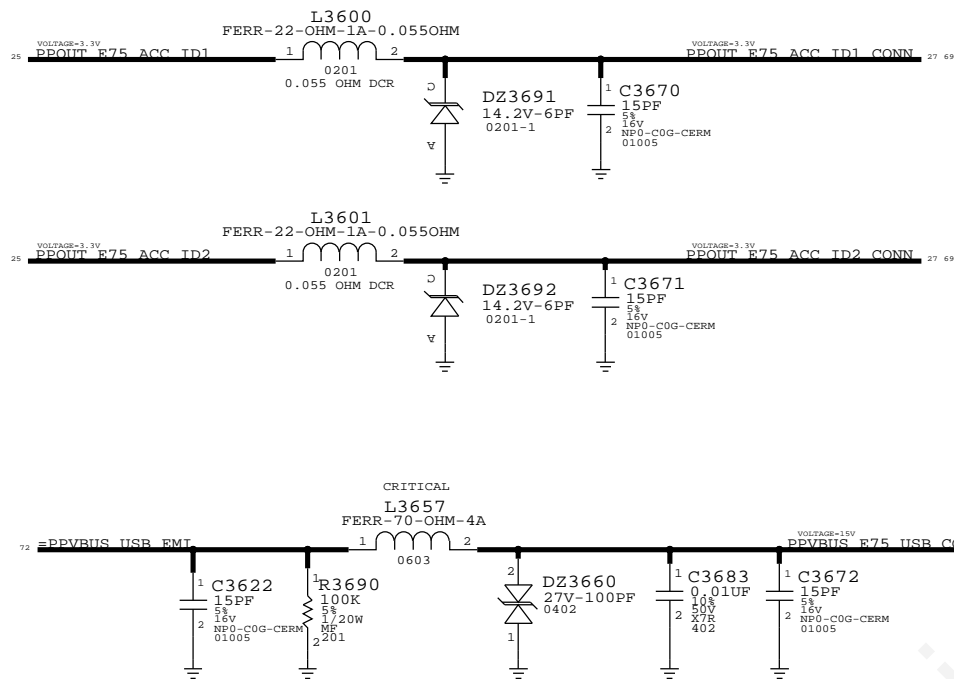 L3600
FERR-22-OHM-1A-0.055OHM
VOLTAGE=3.3V
25 PPOUT_E75_ACC_ID1
1 2
0201
0.055 OHM DCR
VOLTAGE=3.3V
PPOUT_E75_ACC_ID1_CONN 27 69
C
DZ3691
14.2V-6PF
0201-1
A
1 C3670
15PF
5%
16V
2 NP0-C0G-CERM
01005
L3601
FERR-22-OHM-1A-0.055OHM
VOLTAGE=3.3V
25 PPOUT_E75_ACC_ID2
1 2
0201
0.055 OHM DCR
VOLTAGE=3.3V
PPOUT_E75_ACC_ID2_CONN 27 69
C
DZ3692
14.2V-6PF
0201-1
A
1 C3671
15PF
5%
16V
2 NP0-C0G-CERM
01005
CRITICAL
L3657
FERR-70-OHM-4A
72 =PPVBUS_USB_EMI
1 2
0603
VOLTAGE=15V
PPVBUS_E75_USB_CO
1 C3622
15PF
5%
16V
2 NP0-C0G-CERM
01005
1 R3690
100K
5%
1/20W
MF
2 201
2 DZ3660
27V-100PF
0402
1
1 C3683
0.01UF
10%
50V
2 X7R
402
1 C3672
15PF
5%
16V
2 NP0-C0G-CERM
01005